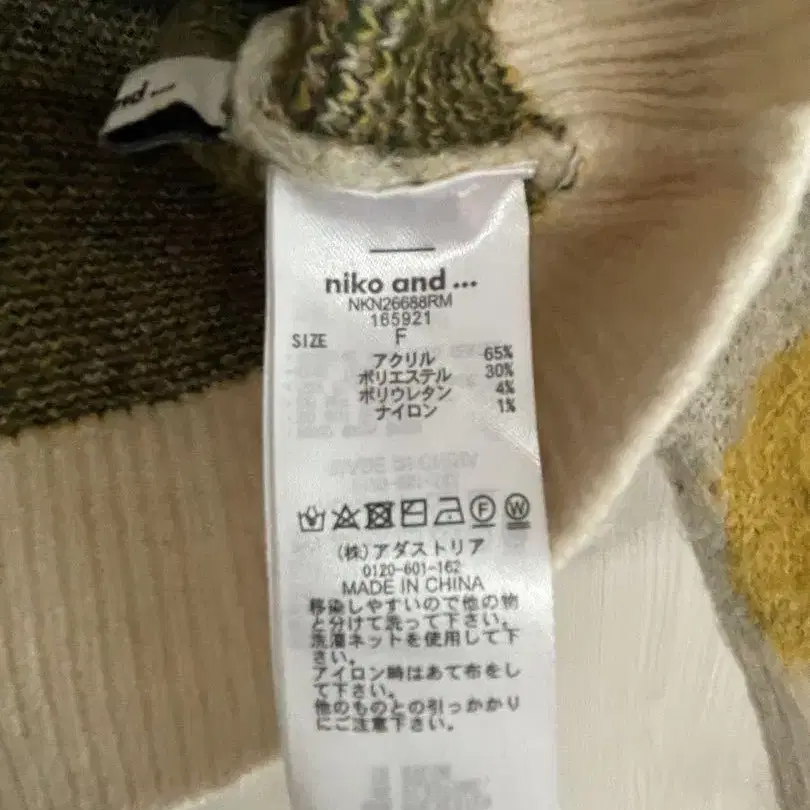 niko and ...
NKN26688RM
165921
SIZE F
アクリル 65%
ポリエステル 30%
ポリウレタン 4%
ナイロン 1%
F W
(株)アダストリア
0120-601-162
MADE IN CHINA
移染しやすいので他の物
と分けて洗って下さい。
洗濯ネットを使用して下
さい。
アイロン時はあて布をし
て下さい。
他のものとの引っかかり
にご注意下さい。